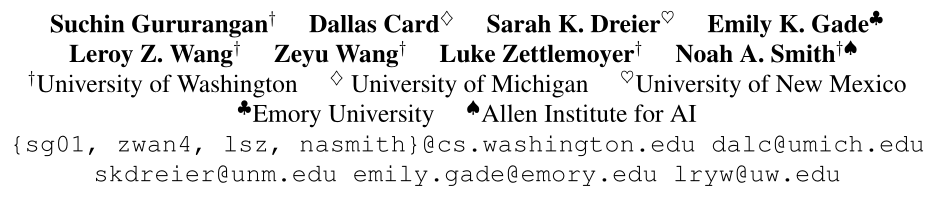 Suchin Gururangan† Dallas Card♢ Sarah K. Dreier♡ Emily K. Gade♣
Leroy Z. Wang† Zeyu Wang† Luke Zettlemoyer† Noah A. Smith†♠
†University of Washington ♢ University of Michigan ♡University of New Mexico
♣Emory University ♠Allen Institute for AI
{sg01, zwan4, lsz, nasmith}@cs.washington.edu dalc@umich.edu
skdreier@unm.edu emily.gade@emory.edu lryw@uw.edu